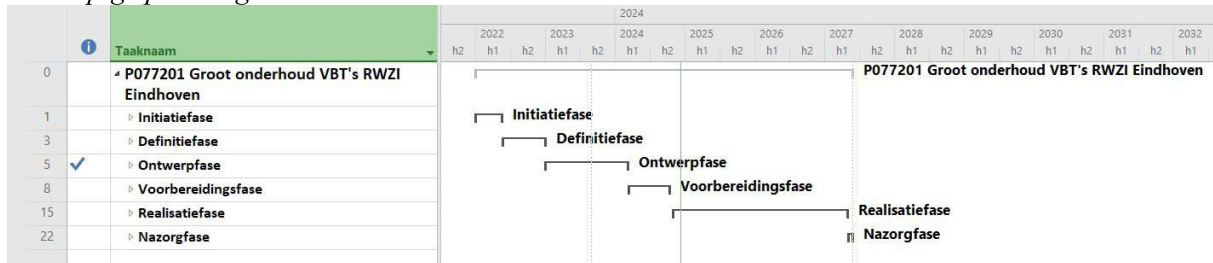 2024
2022 2023 2024 2025 2026 2027 2028 2029 2030 2031 2032
Taaknaam h2 h1 h2 h1 h2 h1 h2 h1 h2 h1 h2 h1 h2 h1 h2 h1 h2 h1 h2 h1 h2 h1
0 P077201 Groot onderhoud VBT's RWZI P077201 Groot onderhoud VBT's RWZI Eindhoven
Eindhoven
1 Initiatiefase Initiatiefase
3 Definitiefase Definitiefase
5 Ontwerpfase Ontwerpfase
8 Voorbereidingsfase Voorbereidingsfase
15 Realisatiefase Realisatiefase
22 Nazorgfase Nazorgfase